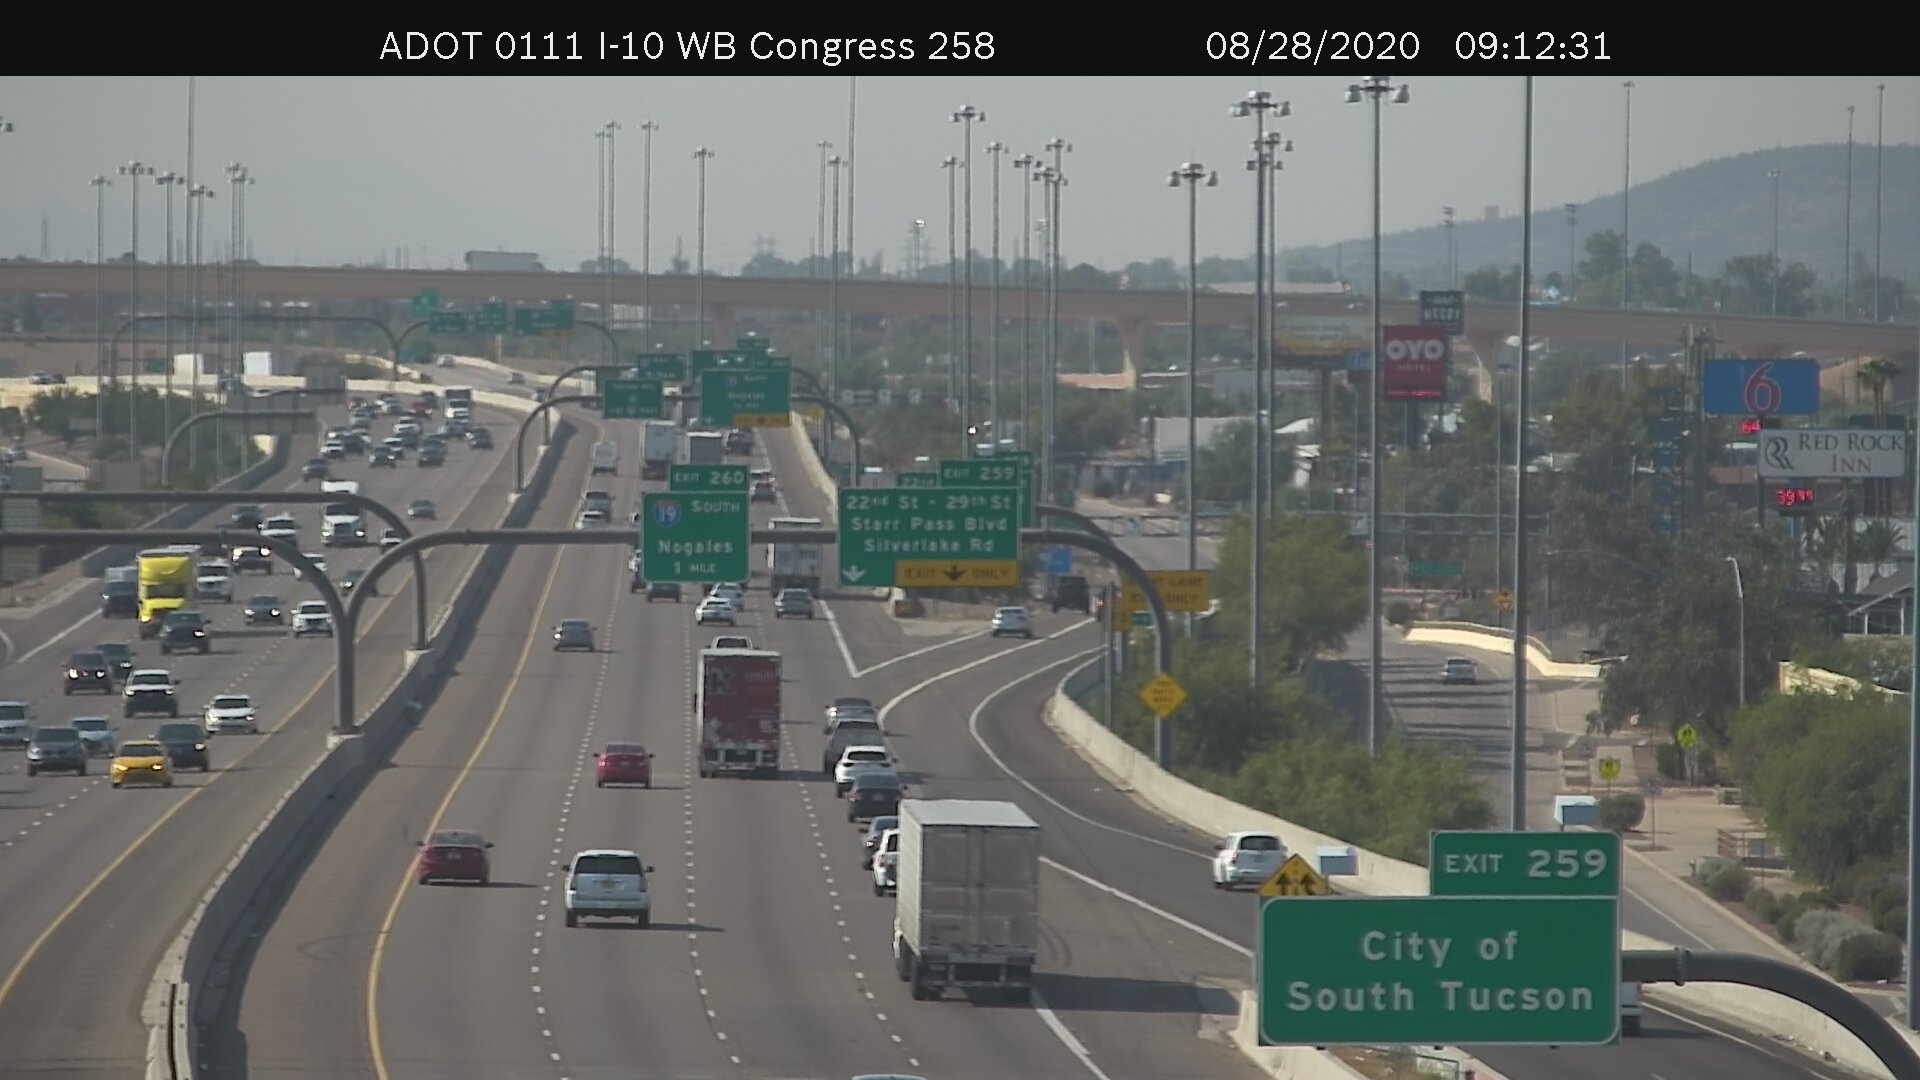 ADOT 0111 I-10 WB Congress 258 08/28/2020 09:12:31
OYO
HOTEL
6
RED ROCK
INN
EXIT 260
19 SOUTH
Nogales
1 MILE
EXIT 259
22nd St - 29th St
Starr Pass Blvd
Silverlake Rd
EXIT ONLY
EXIT 259
City of
South Tucson